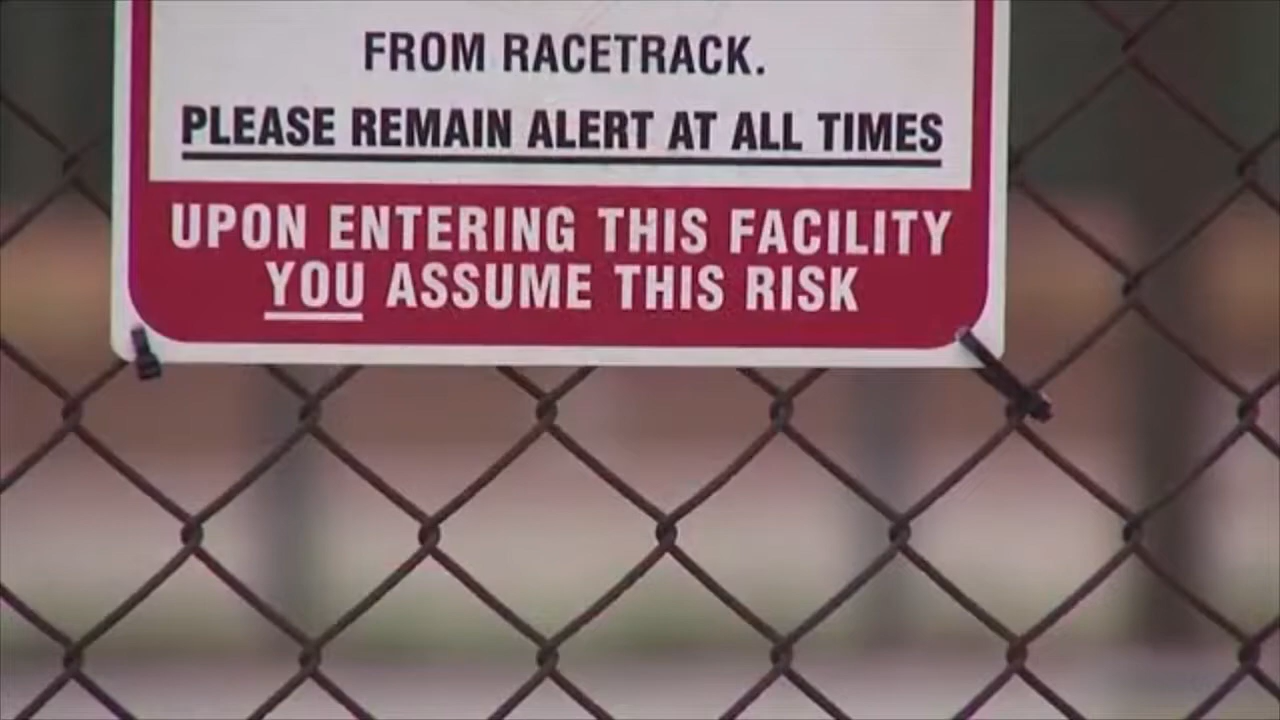 FROM RACETRACK.
PLEASE REMAIN ALERT AT ALL TIMES
UPON ENTERING THIS FACILITY
YOU ASSUME THIS RISK